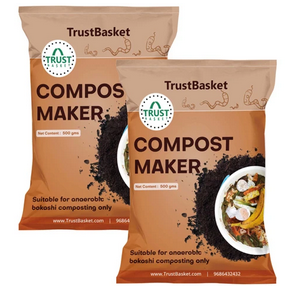 TrustBasket
TRUST
BASKET
COMPOST
MAKER
Net Content : 500 gms
Suitable for anaerobic
bokashi composting only
www.TrustBasket.com
TrustBasket
TRUST
BASKET
COMPOST
MAKER
Net Content : 500 gms
Suitable for anaerobic
bokashi composting only
www.TrustBasket.com | 9686432432